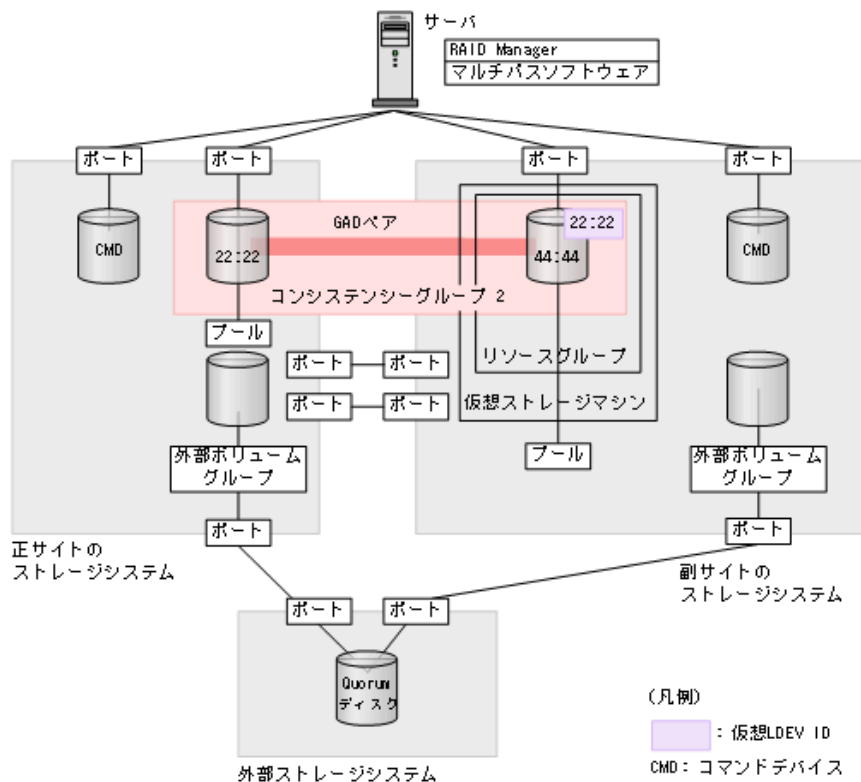 サーバ
RAID Manager
マルチパスソフトウェア
ポート
ポート
ポート
ポート
CMD
22:22
GADペア
44:44
22:22
CMD
コンシステンシーグループ 2
プール
リソースグループ
ポート
ポート
ポート
ポート
仮想ストレージマシン
プール
外部ボリューム
グループ
外部ボリューム
グループ
ポート
ポート
正サイトの
ストレージシステム
副サイトの
ストレージシステム
ポート
ポート
Quorum
ディスク
外部ストレージシステム
(凡例)
：仮想LDEV ID
CMD：コマンドデバイス